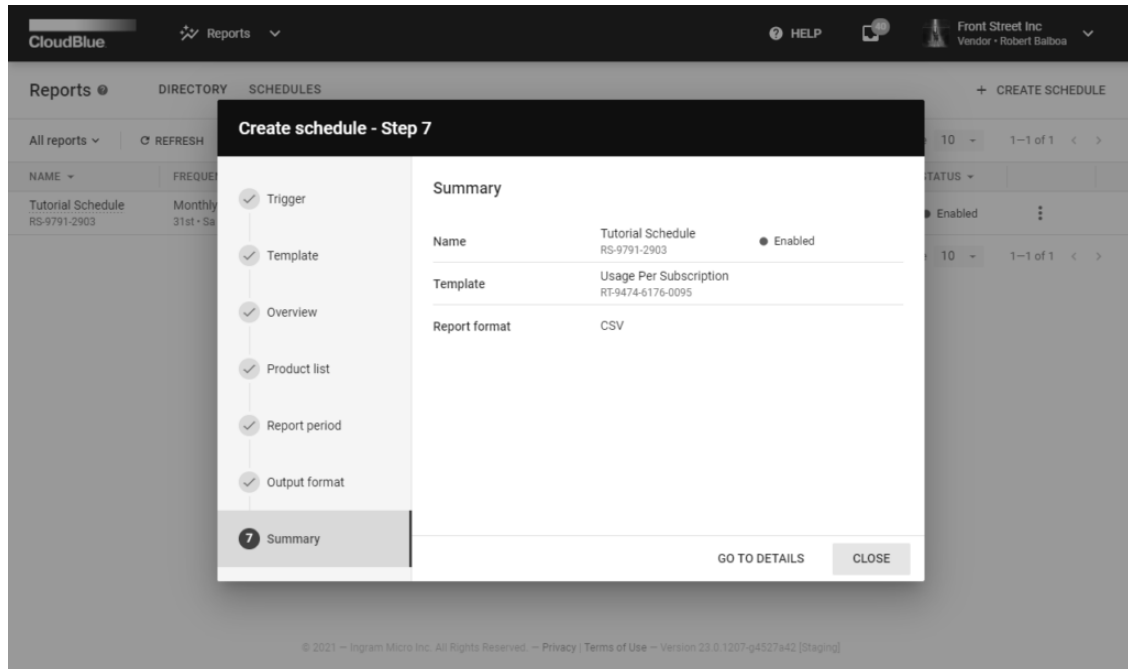 CloudBlue
Reports
HELP
40
Front Street Inc
Vendor • Robert Balboa
Reports
DIRECTORY
SCHEDULES
+ CREATE SCHEDULE
All reports
REFRESH
10
1–1 of 1
NAME
STATUS
Tutorial Schedule
RS-9791-2903
Monthly
31st • Sa
Enabled
10
1–1 of 1
Create schedule - Step 7
Trigger
Template
Overview
Product list
Report period
Output format
7 Summary
Summary
Name
Tutorial Schedule
RS-9791-2903
Enabled
Template
Usage Per Subscription
RT-9474-6176-0095
Report format
CSV
GO TO DETAILS
CLOSE
© 2021 – Ingram Micro Inc. All Rights Reserved. – Privacy | Terms of Use – Version 23.0.1207-g4527a42 [Staging]